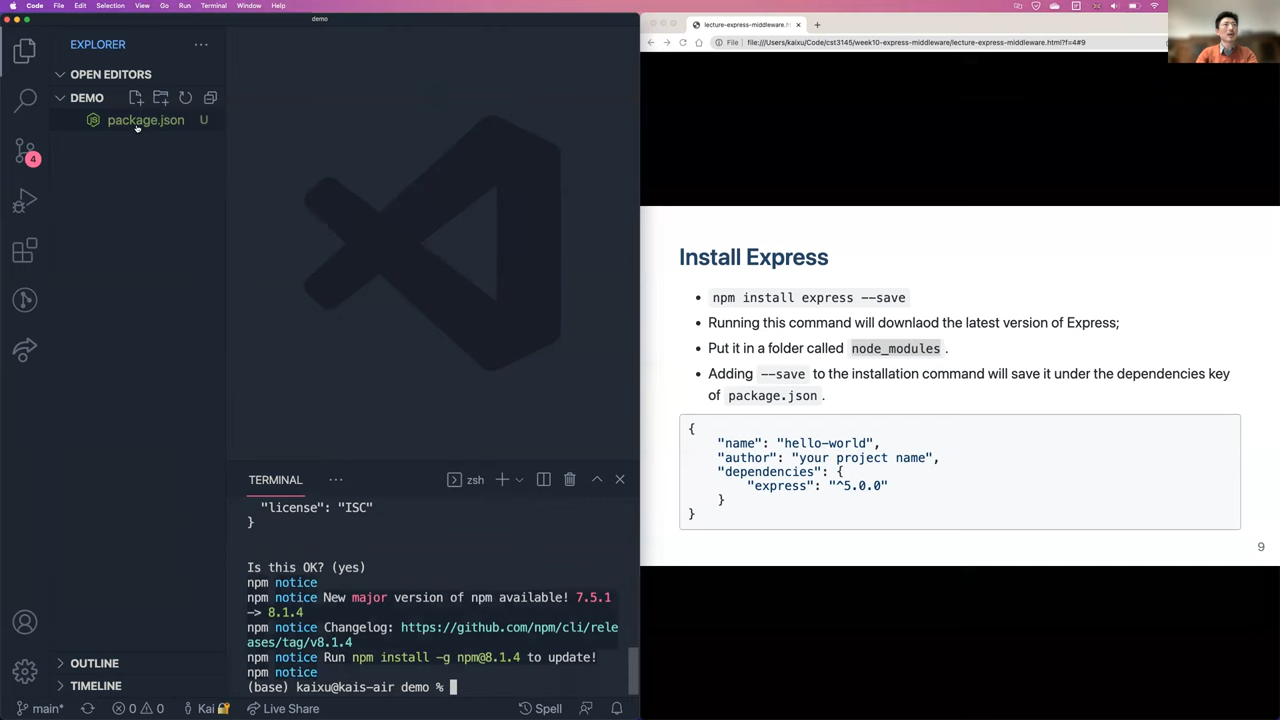 Code File Edit Selection View Go Run Terminal Window Help
demo
EXPLORER
OPEN EDITORS
DEMO
package.json U
4
OUTLINE
TIMELINE
TERMINAL
zsh
"license": "ISC"
}
Is this OK? (yes)
npm notice
npm notice New major version of npm available! 7.5.1
-> 8.1.4
npm notice Changelog: https://github.com/npm/cli/rele
ases/tag/v8.1.4
npm notice Run npm install -g npm@8.1.4 to update!
npm notice
(base) kaixu@kais-air demo %
main* 0 0 Kai Live Share Spell
lecture-express-middleware.h
File file:///Users/kaixu/Code/cst3145/week10-express-middleware/lecture-express-middleware.html?f=4#9
Install Express
• npm install express --save
• Running this command will downlaod the latest version of Express;
• Put it in a folder called node_modules .
• Adding --save to the installation command will save it under the dependencies key
of package.json .
{
"name": "hello-world",
"author": "your project name",
"dependencies": {
"express": "^5.0.0"
}
}
9